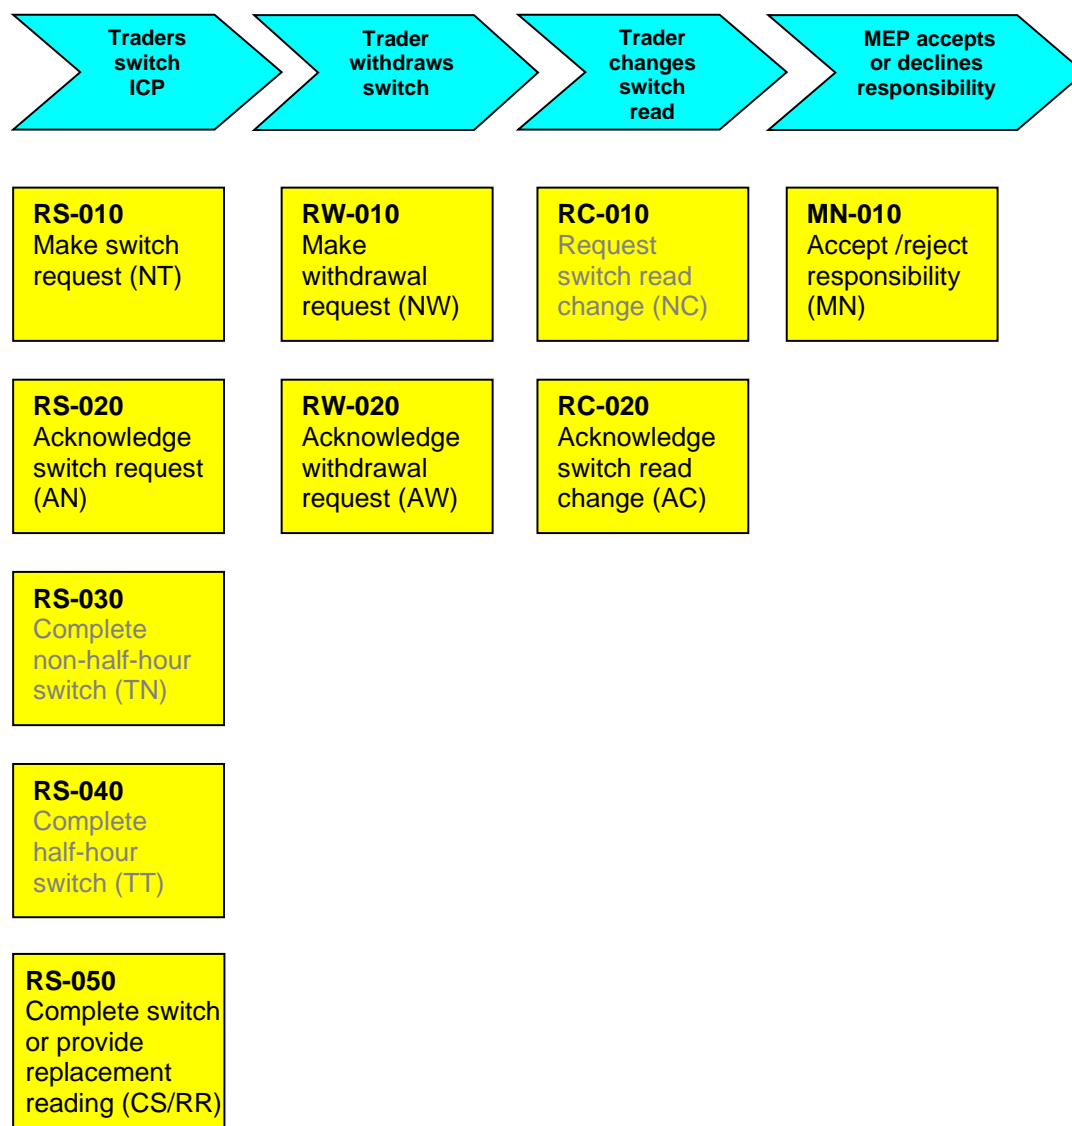 Traders
switch
ICP
Trader
withdraws
switch
Trader
changes
switch
read
MEP accepts
or declines
responsibility
RS-010
Make switch
request (NT)
RW-010
Make
withdrawal
request (NW)
RC-010
Request
switch read
change (NC)
MN-010
Accept /reject
responsibility
(MN)
RS-020
Acknowledge
switch request
(AN)
RW-020
Acknowledge
withdrawal
request (AW)
RC-020
Acknowledge
switch read
change (AC)
RS-030
Complete
non-half-hour
switch (TN)
RS-040
Complete
half-hour
switch (TT)
RS-050
Complete switch
or provide
replacement
reading (CS/RR)